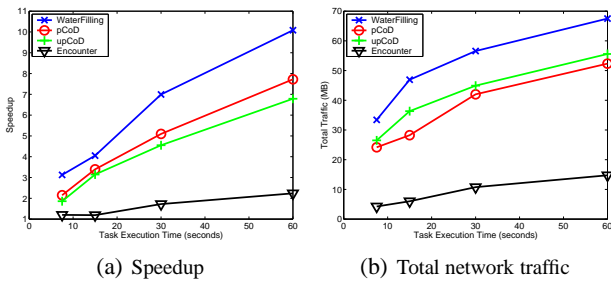 11
10
9
8
7
6
5
4
3
2
1
0 10 20 30 40 50 60
Speedup
Task Execution Time (seconds)
WaterFilling
pCoD
upCoD
Encounter
(a) Speedup
70
60
50
40
30
20
10
0
0 10 20 30 40 50 60
Total Traffic (MB)
Task Execution Time (seconds)
WaterFilling
pCoD
upCoD
Encounter
(b) Total network traffic